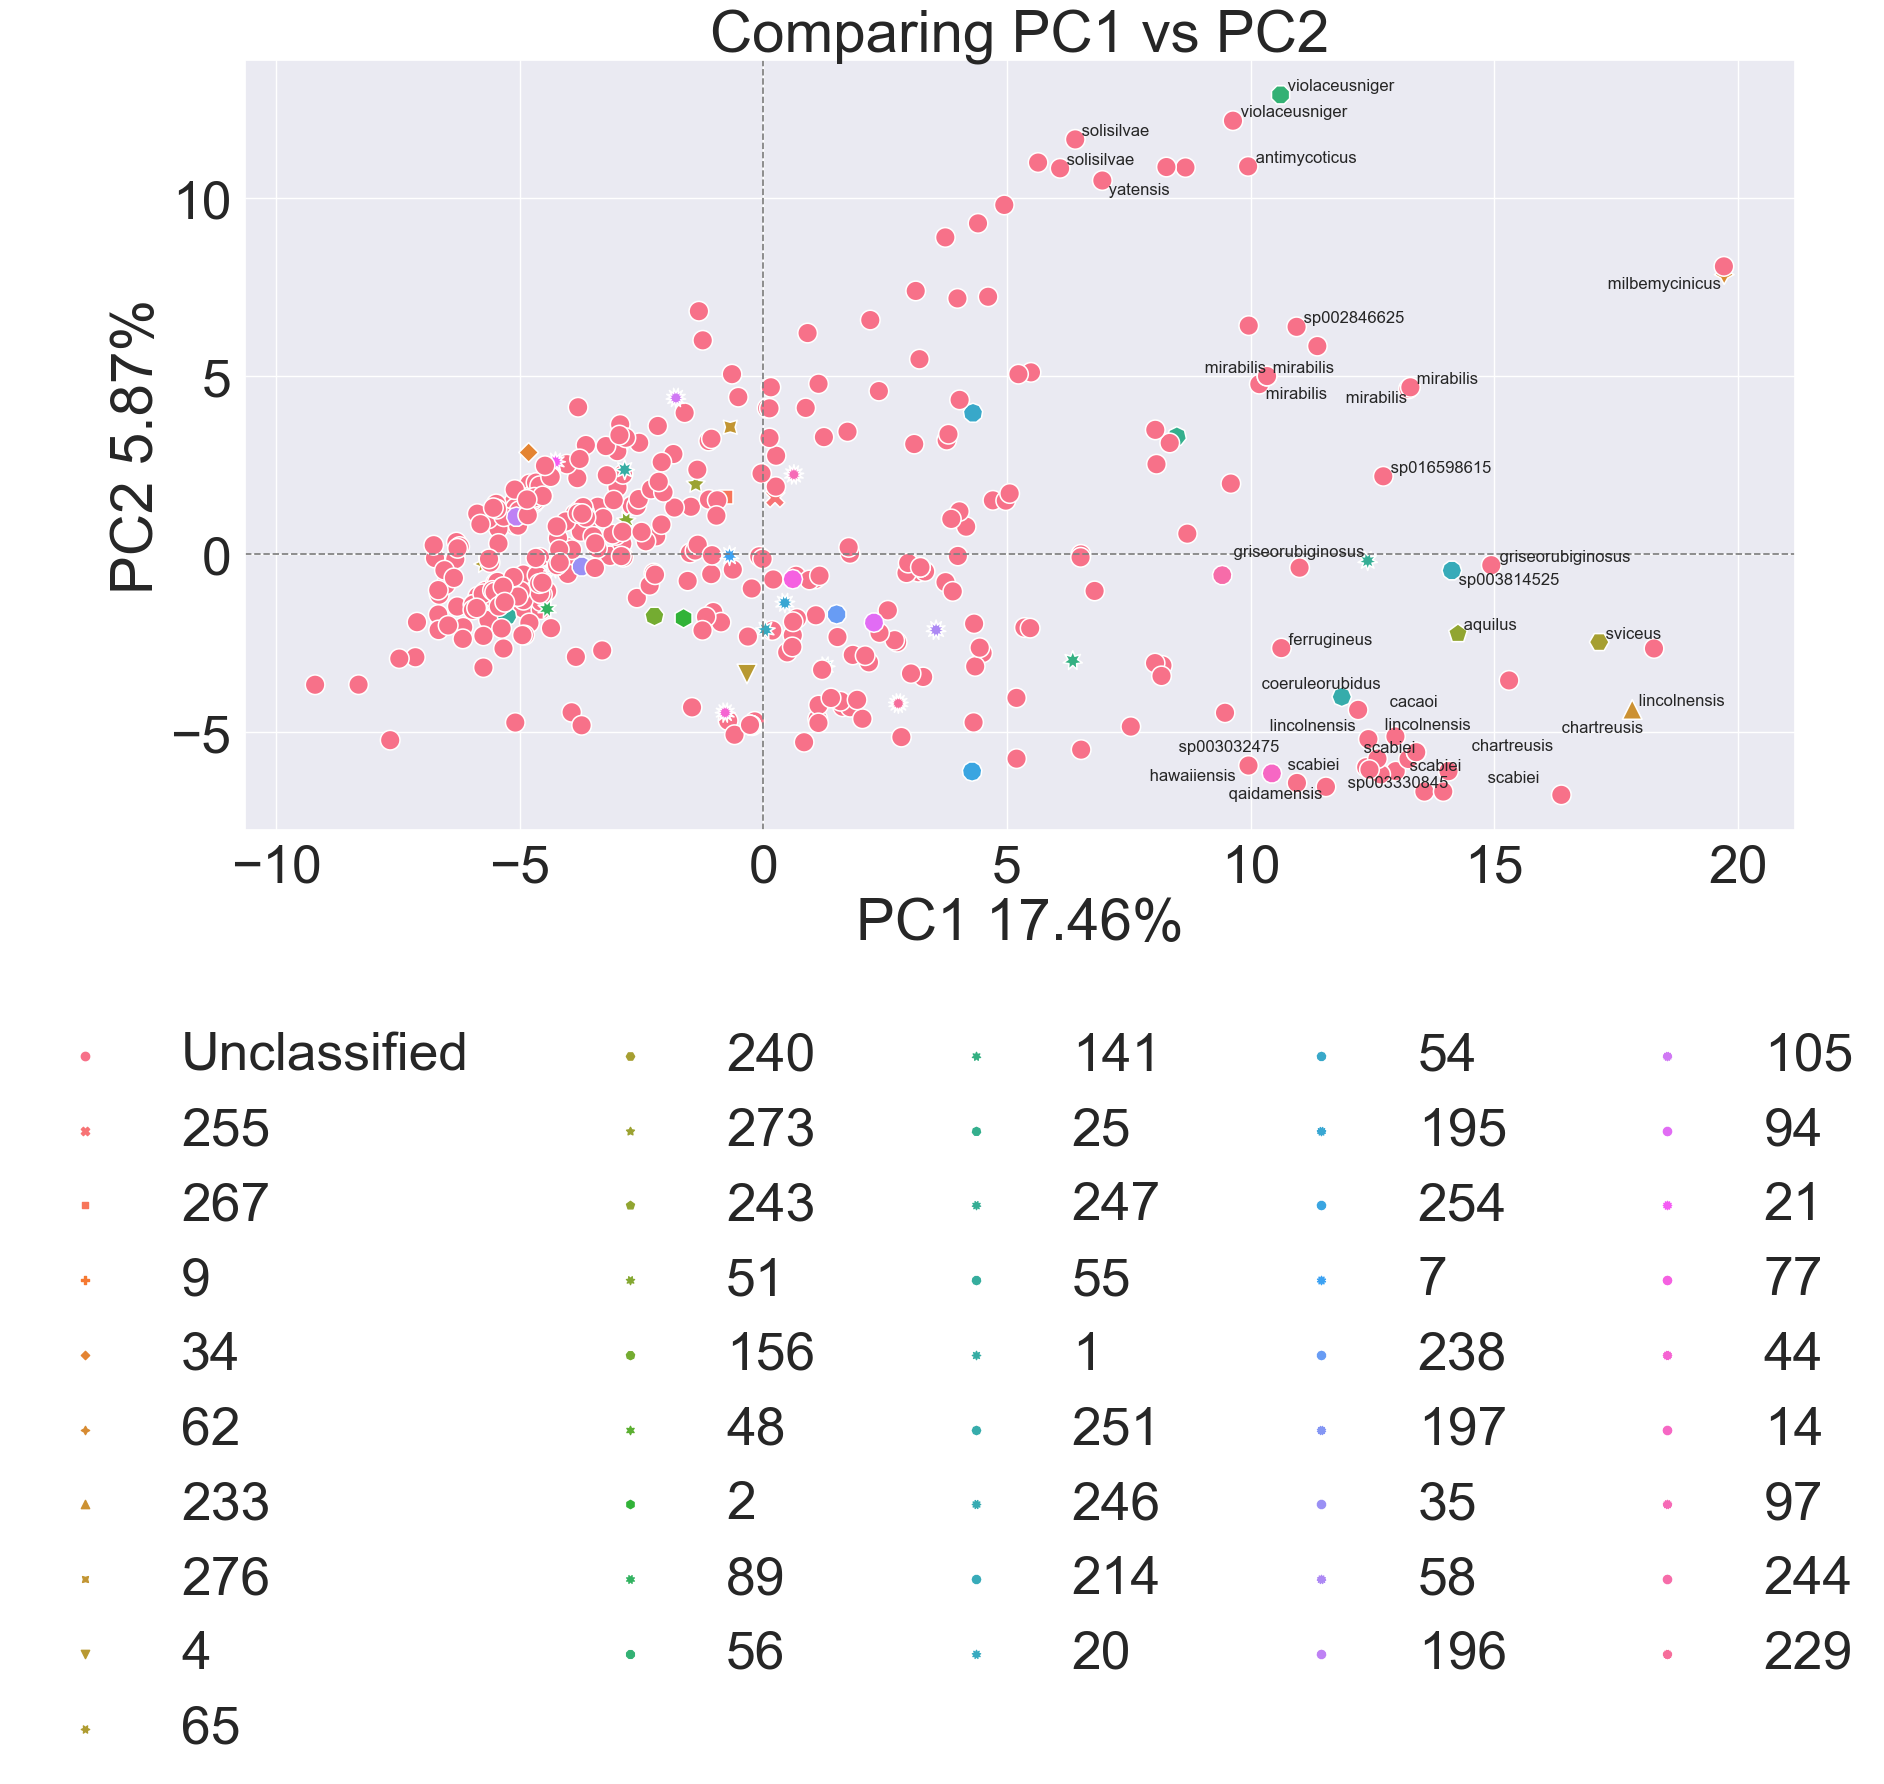 Comparing PC1 vs PC2
violaceusniger
violaceusniger
solisilvae
solisilvae
antimycoticus
yatensis
10
milbemycinicus
sp002846625
PC2 5.87%
5
mirabilis mirabilis
mirabilis
mirabilis
mirabilis
sp016598615
0
griseorubiginosus
griseorubiginosus
sp003814525
aquilus
sviceus
ferrugineus
coeruleorubidus
cacaoi
lincolnensis
−5
lincolnensis
lincolnensis
chartreusis
sp003032475
scabiei
chartreusis
scabiei
scabiei
hawaiiensis
scabiei
sp003330845
qaidamensis
−10 −5 0 5 10 15 20
PC1 17.46%
Unclassified 240 141 54 105
255 273 25 195 94
267 243 247 254 21
9 51 55 7 77
34 156 1 238 44
62 48 251 197 14
233 2 246 35 97
276 89 214 58 244
4 56 20 196 229
65